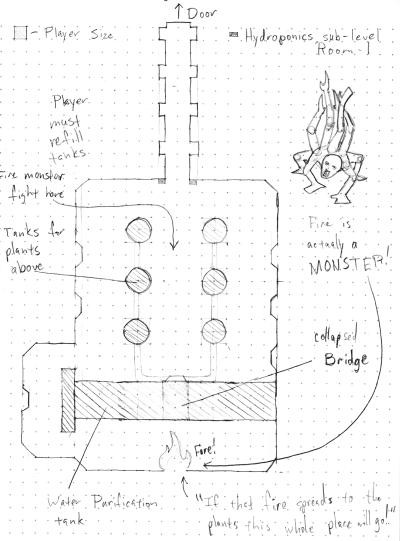 Door
- Player Size
- Hydroponics sub-level
Room-1
Player
must
refill
tanks
Fire monster
fight here
Tanks for
plants
above
Fire is
actually a
MONSTER!
collapsed
Bridge
Fire!
Water Purification
tank
"If that fire spreads to the
plants this whole place will go!!"